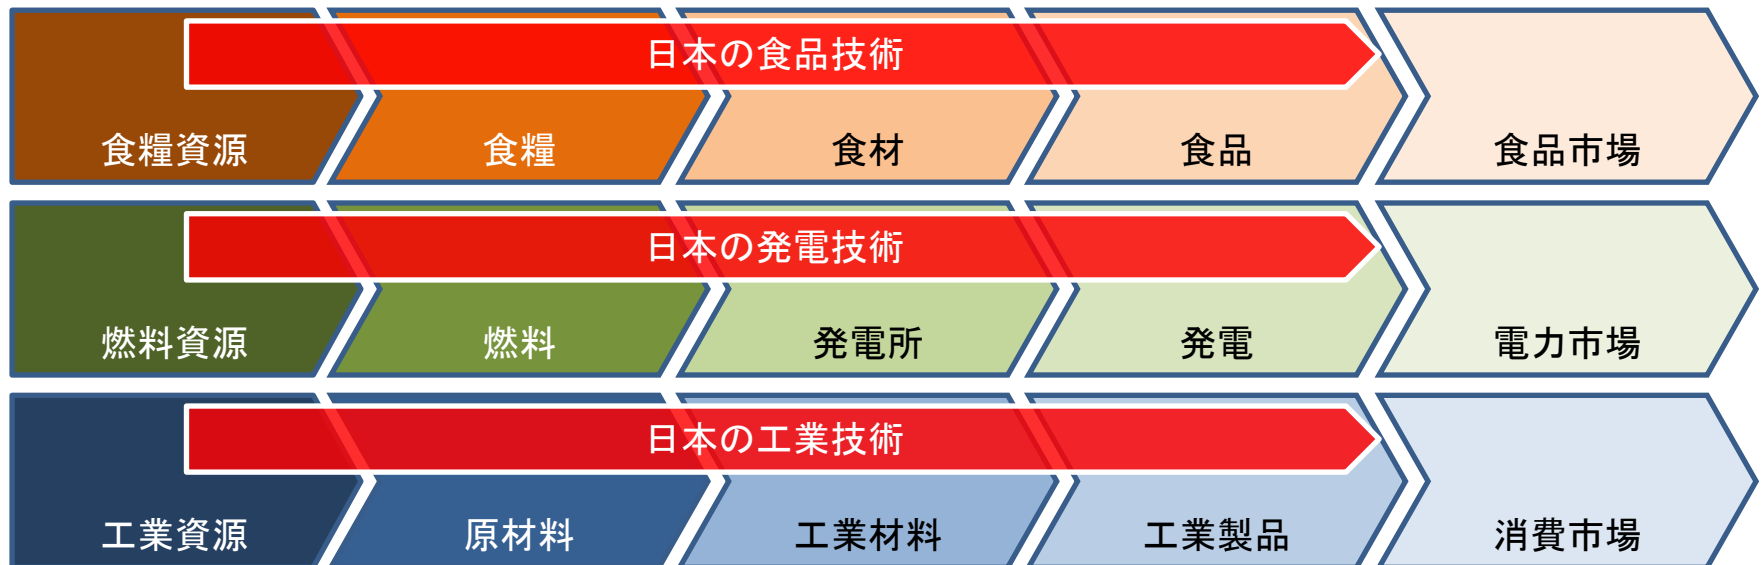 日本の食品技術
食糧資源
食糧
食材
食品
食品市場
日本の発電技術
燃料資源
燃料
発電所
発電
電力市場
日本の工業技術
工業資源
原材料
工業材料
工業製品
消費市場